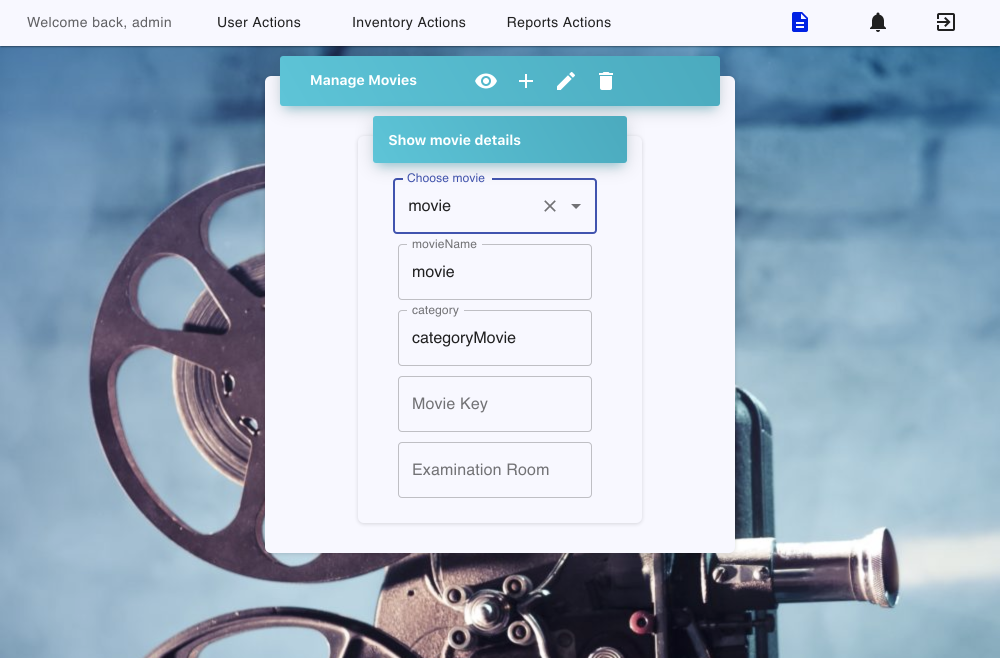 Welcome back, admin User Actions Inventory Actions Reports Actions
Manage Movies
Show movie details
Choose movie
movie
movieName
movie
category
categoryMovie
Movie Key
Examination Room